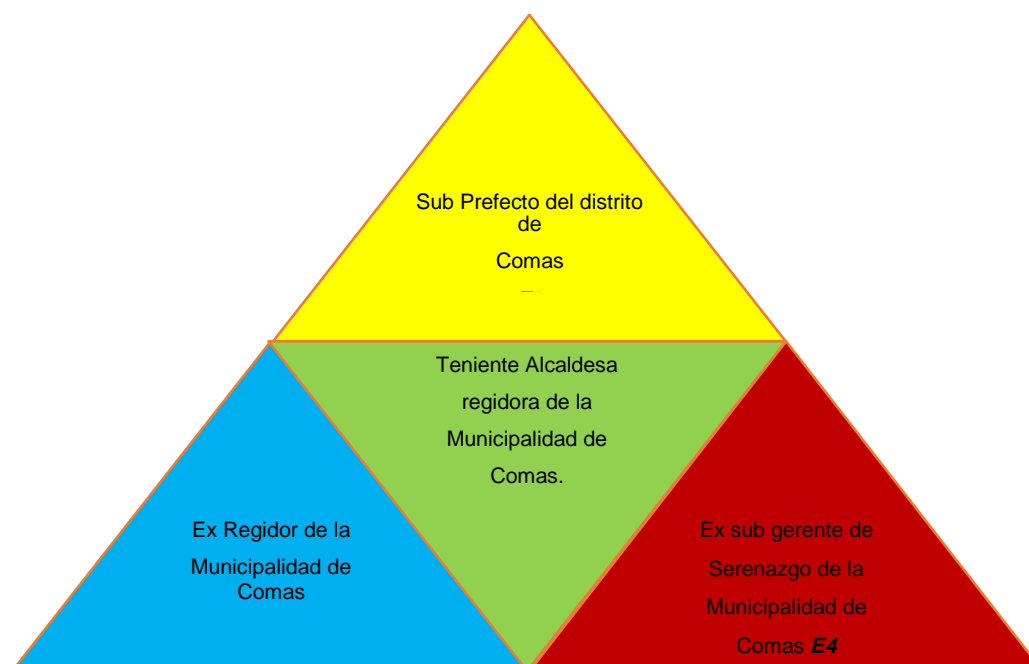 Sub Prefecto del distrito
de
Comas
Teniente Alcaldesa
regidora de la
Municipalidad de
Comas.
Ex Regidor de la
Municipalidad de
Comas
Ex sub gerente de
Serenazgo de la
Municipalidad de
Comas E4